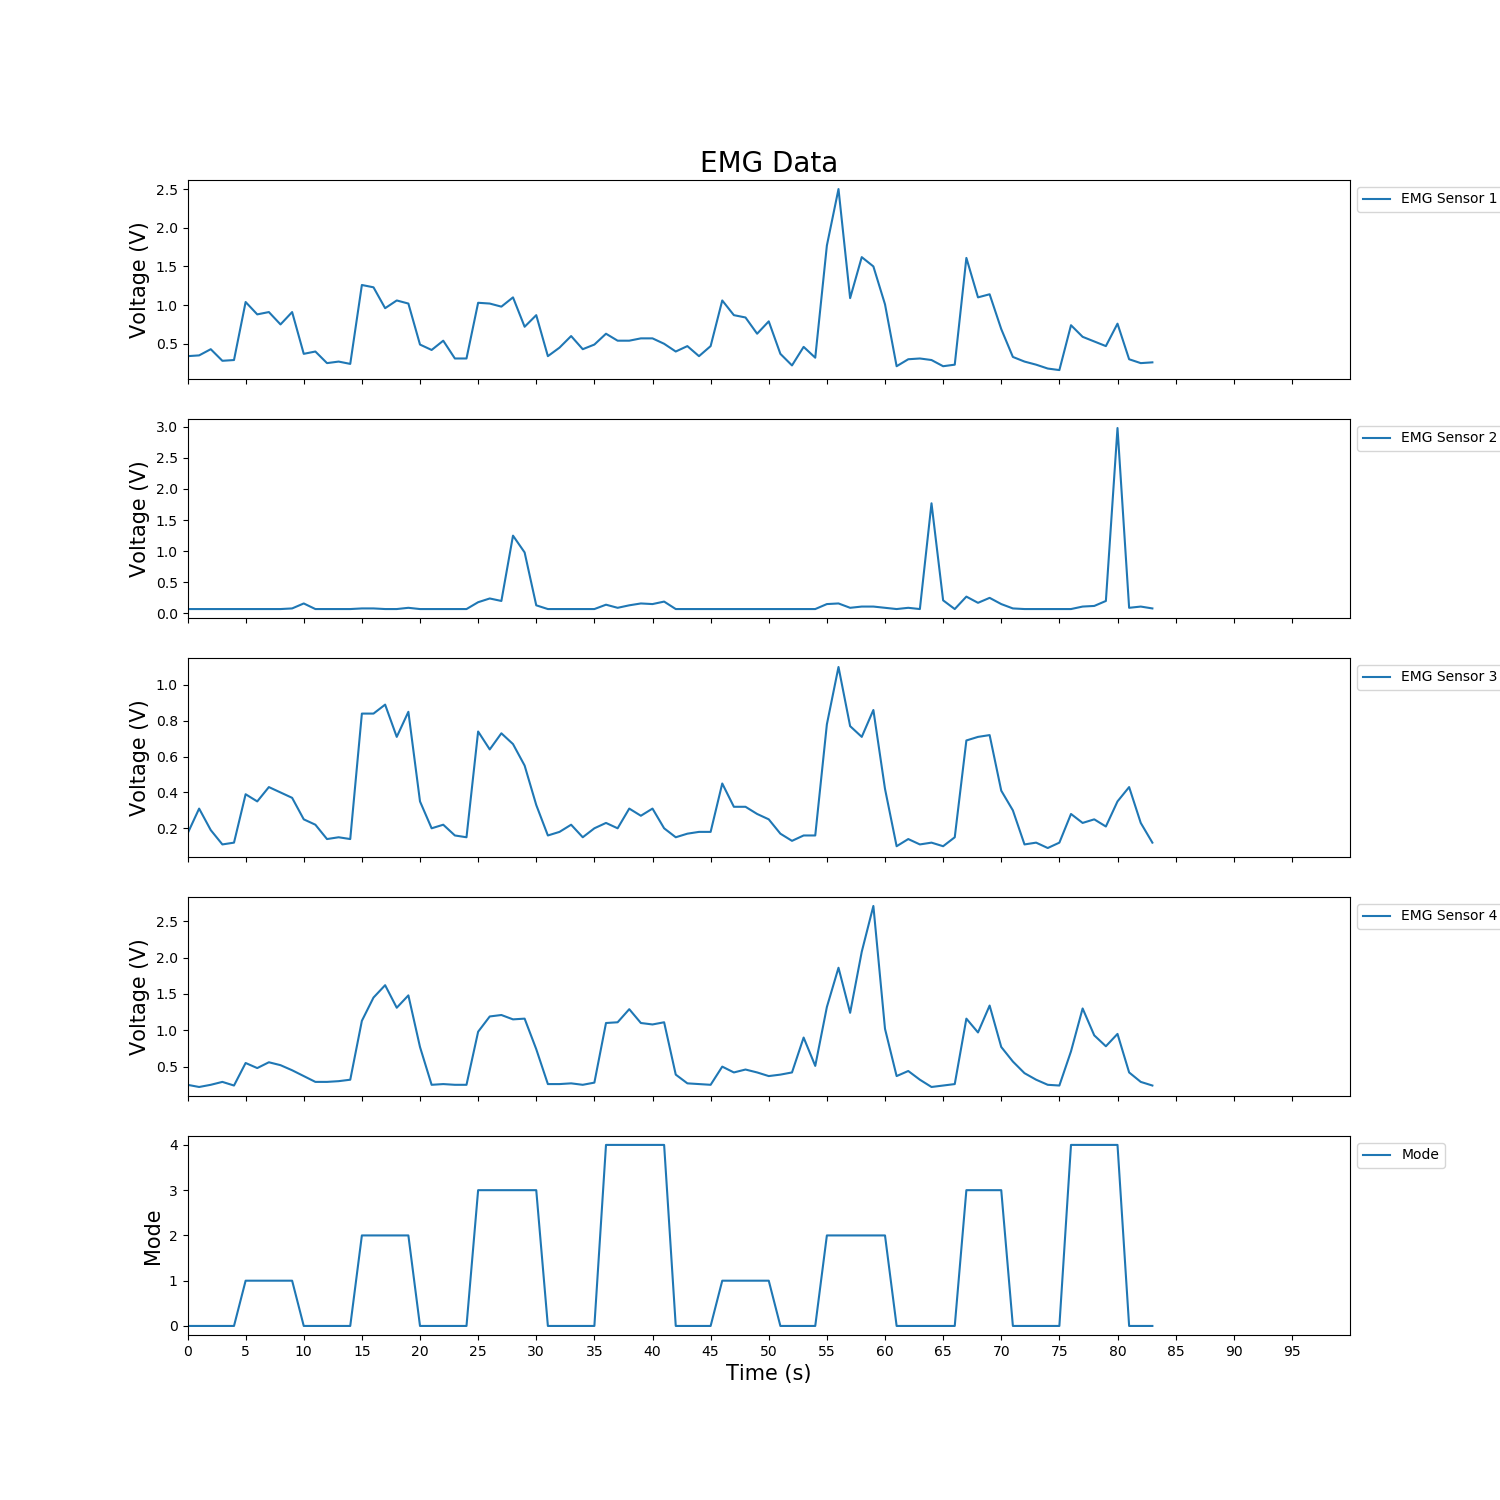 EMG Data
Voltage (V)
2.5
2.0
1.5
1.0
0.5
EMG Sensor 1
Voltage (V)
3.0
2.5
2.0
1.5
1.0
0.5
0.0
EMG Sensor 2
Voltage (V)
1.0
0.8
0.6
0.4
0.2
EMG Sensor 3
Voltage (V)
2.5
2.0
1.5
1.0
0.5
EMG Sensor 4
Mode
4
3
2
1
0
Mode
0 5 10 15 20 25 30 35 40 45 50 55 60 65 70 75 80 85 90 95
Time (s)